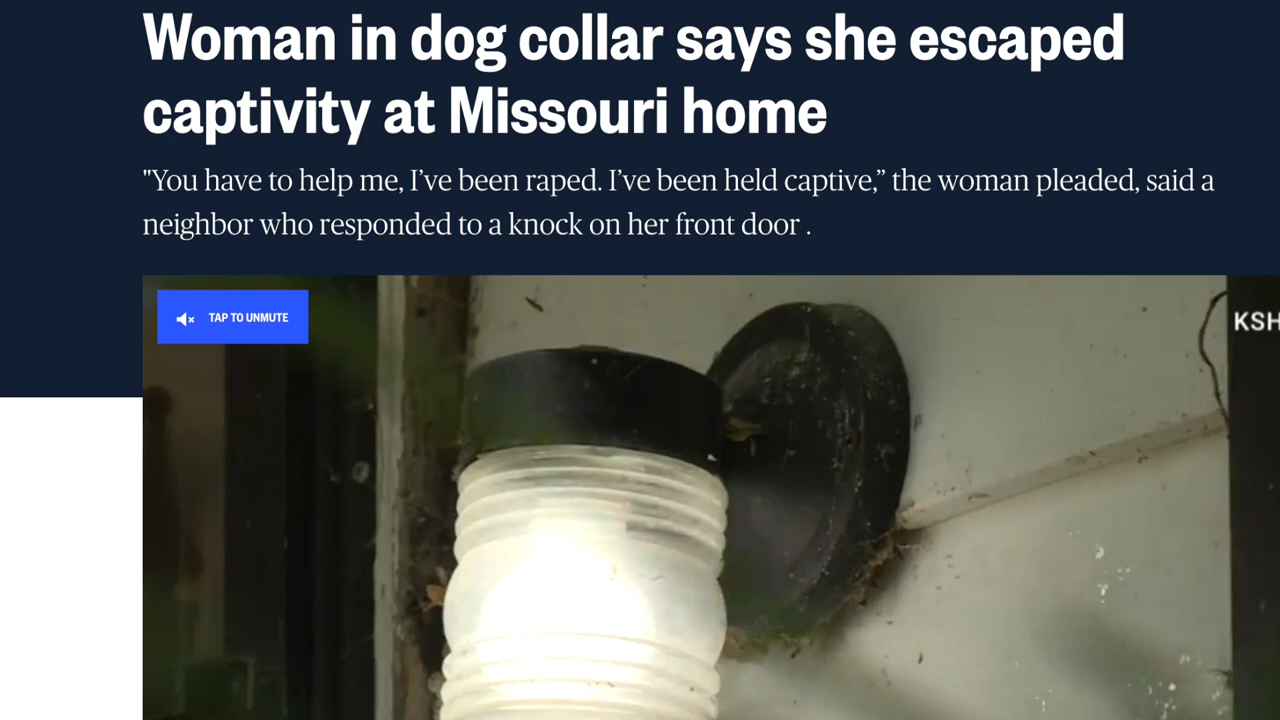 Woman in dog collar says she escaped
captivity at Missouri home
"You have to help me, I’ve been raped. I’ve been held captive,” the woman pleaded, said a
neighbor who responded to a knock on her front door .
TAP TO UNMUTE
KSH